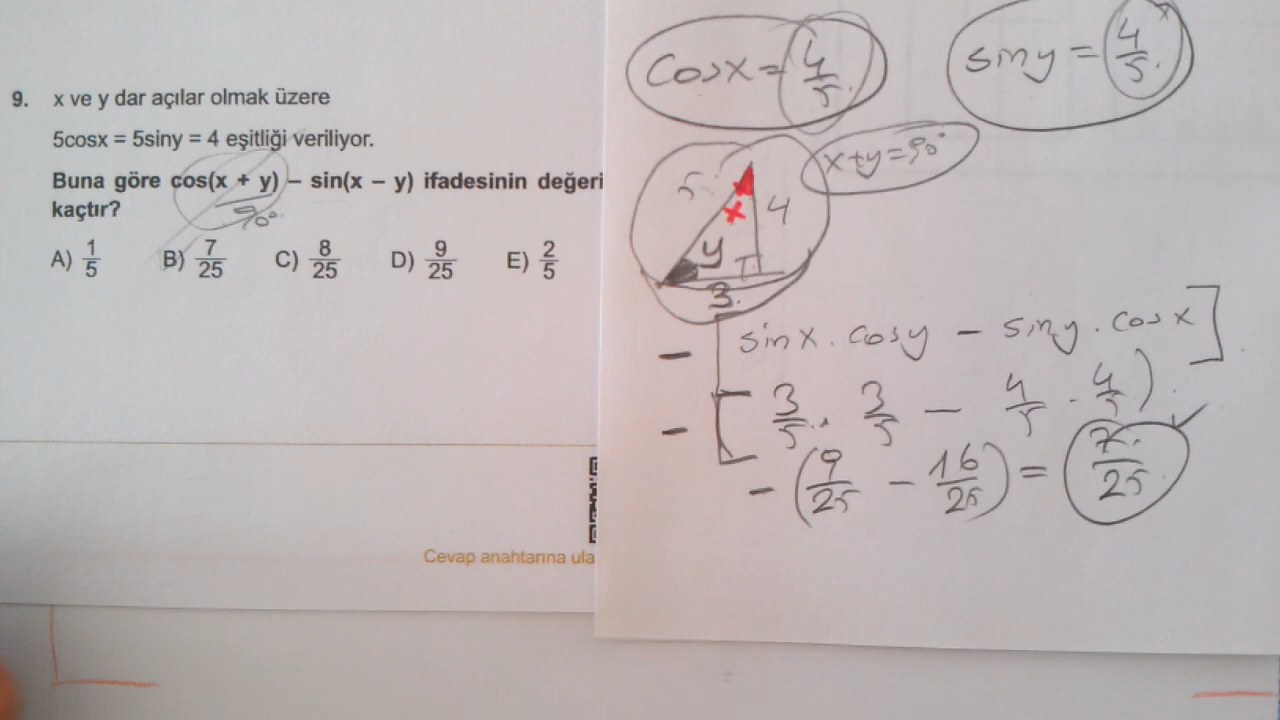 9. x ve y dar açılar olmak üzere
5cosx = 5siny = 4 eşitliği veriliyor.
Buna göre cos(x + y) – sin(x – y) ifadesinin değeri
90°
kaçtır?
A) 1/5 B) 7/25 C) 8/25 D) 9/25 E) 2/5
Cevap anahtarına ula
cosx = 4/5 siny = 4/5
x+y=90°
5 x 4
y
3
- [sinx . cosy - siny . cosx]
- [3/5 . 3/5 - 4/5 . 4/5)
- (9/25 - 16/25) = 7/25